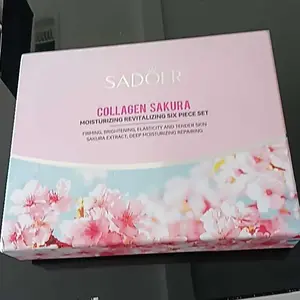 SADOER
COLLAGEN SAKURA
MOISTURIZING REVITALIZING SIX PIECE SET
FIRMING, BRIGHTENING, ELASTICITY AND TENDER SKIN
SAKURA EXTRACT, DEEP MOISTURIZING REPAIRING